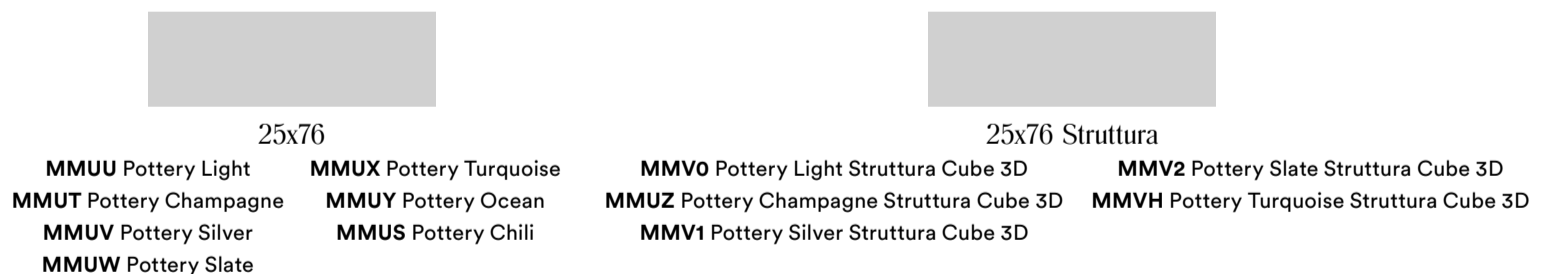 25x76
MMUU Pottery Light
MMUT Pottery Champagne
MMUV Pottery Silver
MMUW Pottery Slate
MMUX Pottery Turquoise
MMUY Pottery Ocean
MMUS Pottery Chili
25x76 Struttura
MMV0 Pottery Light Struttura Cube 3D
MMUZ Pottery Champagne Struttura Cube 3D
MMV1 Pottery Silver Struttura Cube 3D
MMV2 Pottery Slate Struttura Cube 3D
MMVH Pottery Turquoise Struttura Cube 3D